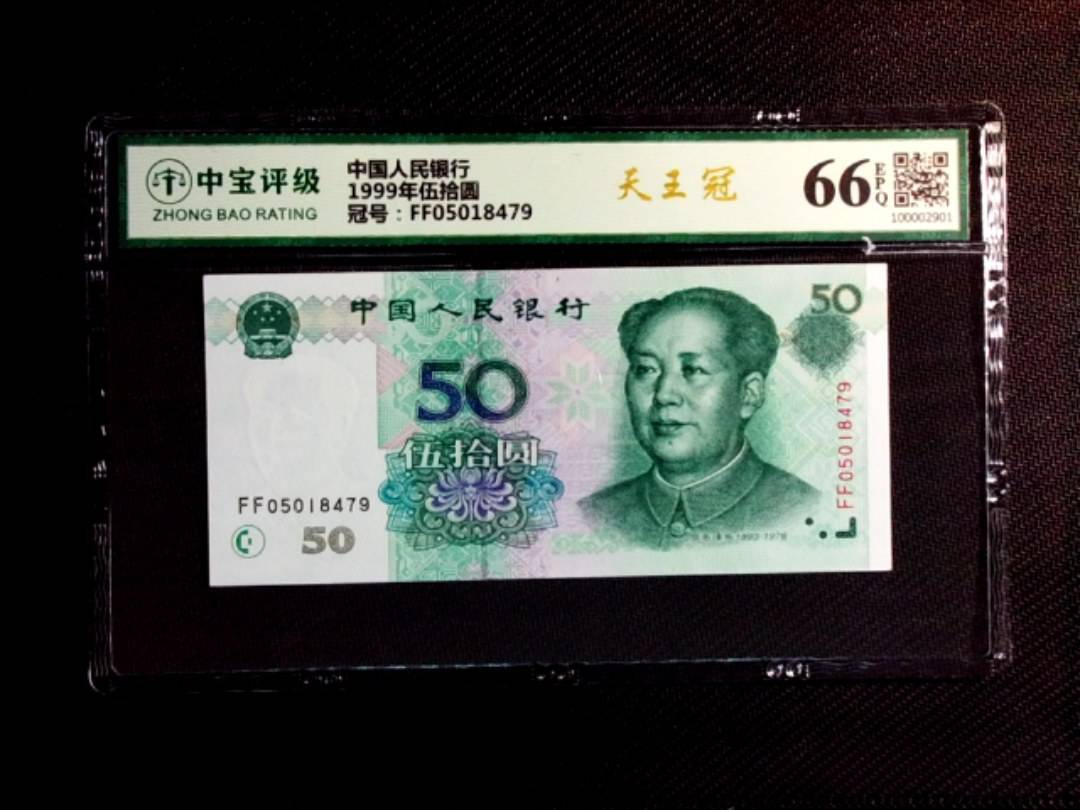 中宝评级
ZHONG BAO RATING
中国人民银行
1999年伍拾圆
冠号：FF05018479
天王冠
66
EPQ
100002901
中国人民银行
50
50
伍拾圆
FF05018479
50
FF05018479
1893-1976